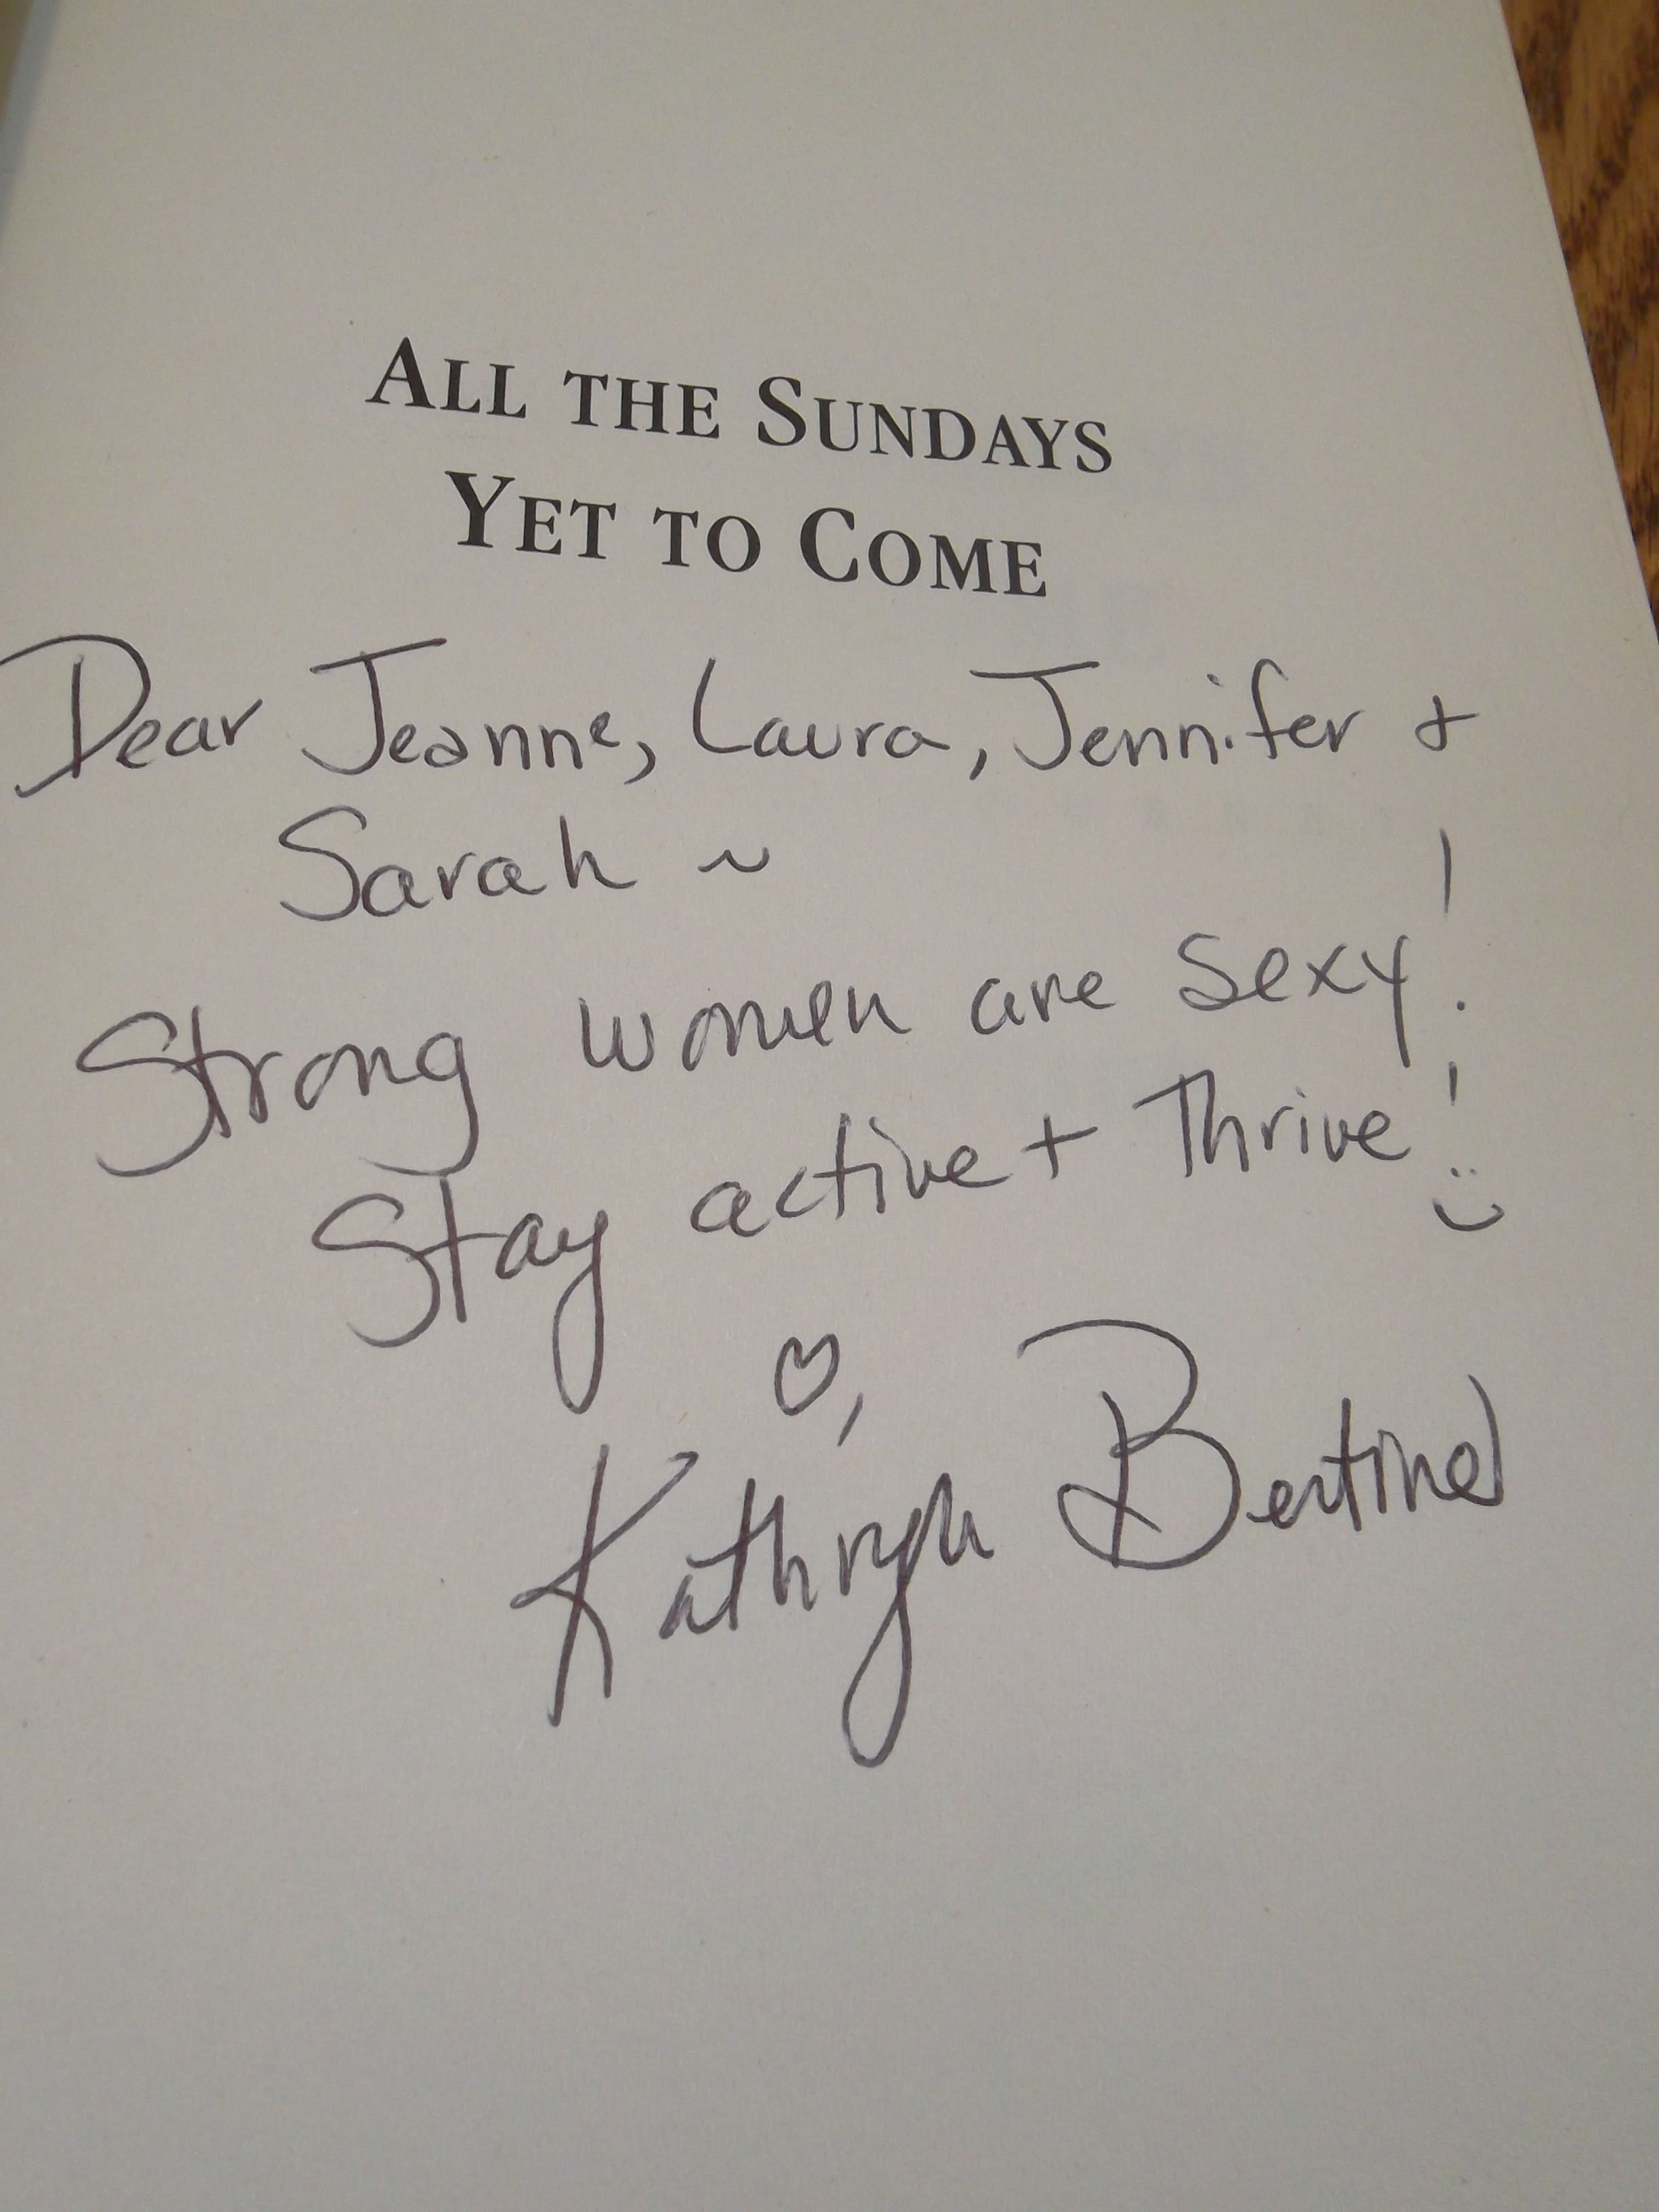 ALL THE SUNDAYS
YET TO COME
Dear Jeanne, Laura, Jennifer +
Sarah ~
Strong women are sexy!
Stay active + Thrive! :)
♡,
Kathryn Bertine